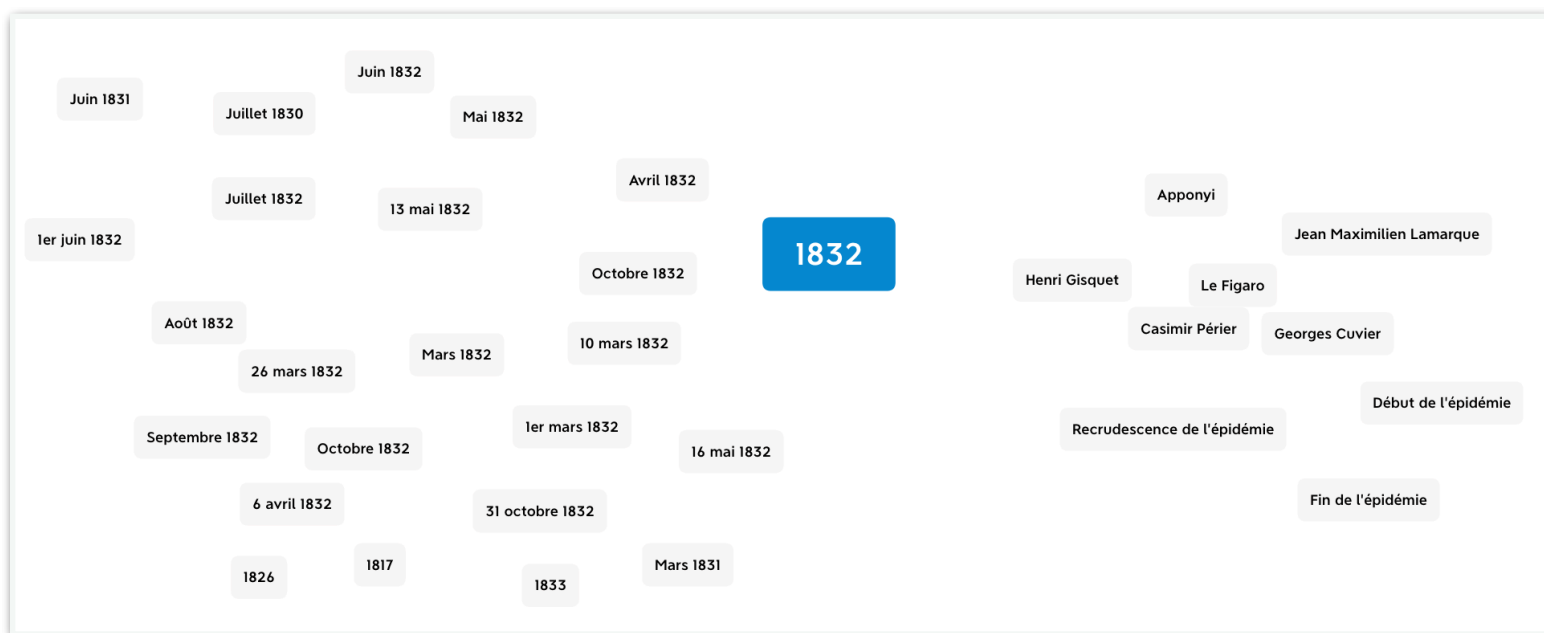 Juin 1832
Juin 1831
Juillet 1830
Mai 1832
Avril 1832
Juillet 1832
13 mai 1832
1er juin 1832
Octobre 1832
Août 1832
10 mars 1832
Mars 1832
26 mars 1832
1er mars 1832
Septembre 1832
Octobre 1832
16 mai 1832
6 avril 1832
31 octobre 1832
1817
Mars 1831
1826
1833
1832
Apponyi
Jean Maximilien Lamarque
Henri Gisquet
Le Figaro
Casimir Périer
Georges Cuvier
Début de l'épidémie
Recrudescence de l'épidémie
Fin de l'épidémie